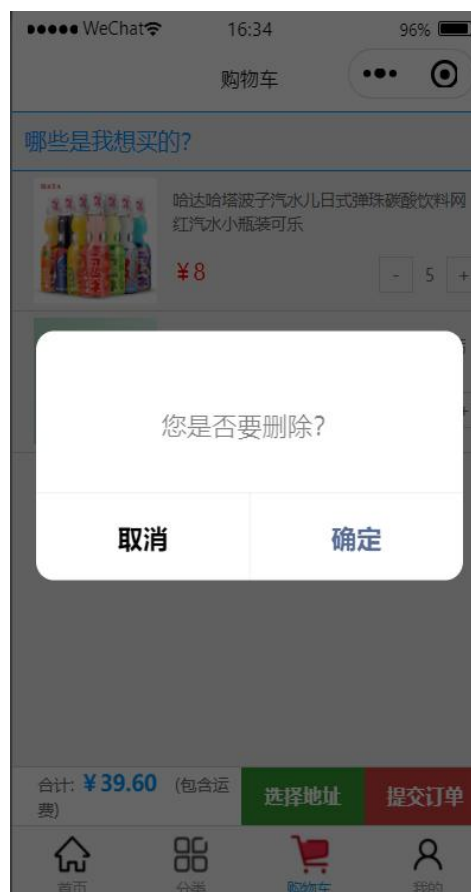 WeChat 16:34 96%
购物车
哪些是我想买的?
哈达哈塔波子汽水儿日式弹珠碳酸饮料网
红汽水小瓶装可乐
¥8
- 5 +
您是否要删除?
取消 确定
合计: ¥39.60 (包含运
费)
选择地址 提交订单
首页 分类 购物车 我的